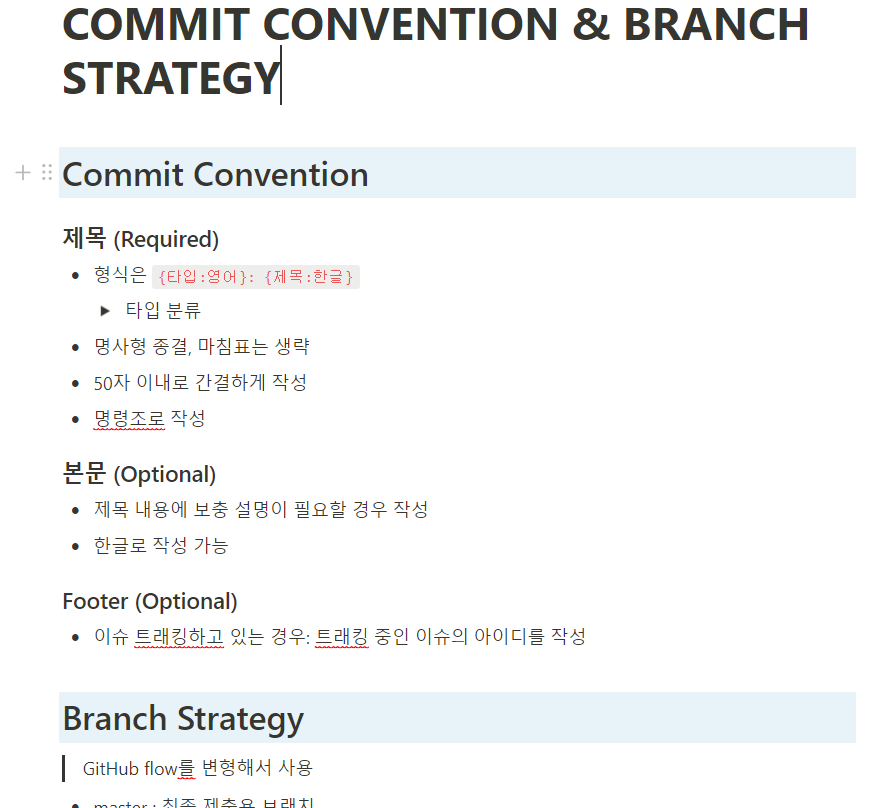 COMMIT CONVENTION & BRANCH
STRATEGY
Commit Convention
제목 (Required)
형식은 {타입:영어}: {제목:한글}
타입 분류
명사형 종결, 마침표는 생략
50자 이내로 간결하게 작성
명령조로 작성
본문 (Optional)
제목 내용에 보충 설명이 필요할 경우 작성
한글로 작성 가능
Footer (Optional)
이슈 트래킹하고 있는 경우: 트래킹 중인 이슈의 아이디를 작성
Branch Strategy
GitHub flow를 변형해서 사용
master : 최종 제출용 브랜치